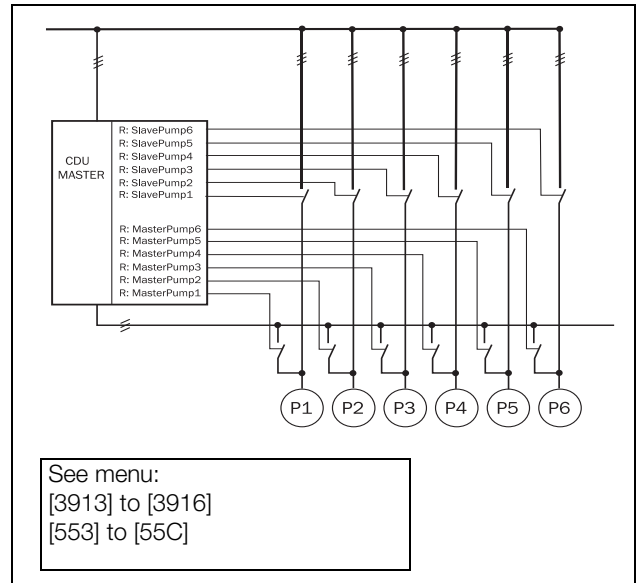 CDU
MASTER
R: SlavePump6
R: SlavePump5
R: SlavePump4
R: SlavePump3
R: SlavePump2
R: SlavePump1
R: MasterPump6
R: MasterPump5
R: MasterPump4
R: MasterPump3
R: MasterPump2
R: MasterPump1
P1 P2 P3 P4 P5 P6
See menu:
[3913] to [3916]
[553] to [55C]